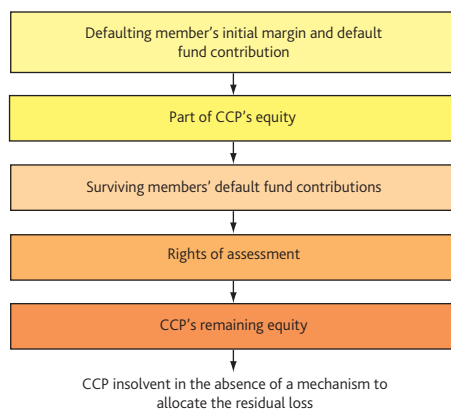 Defaulting member's initial margin and default
fund contribution
Part of CCP's equity
Surviving members' default fund contributions
Rights of assessment
CCP's remaining equity
CCP insolvent in the absence of a mechanism to
allocate the residual loss